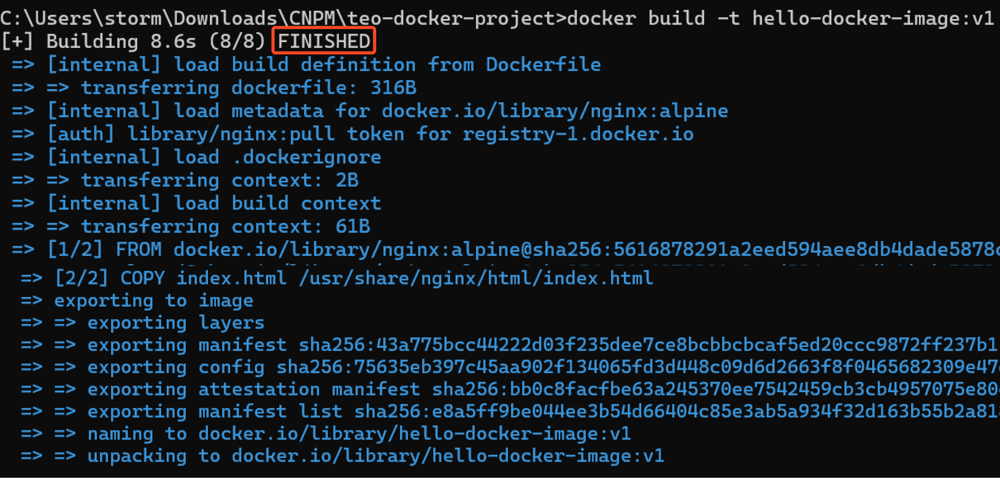 C:\Users\storm\Downloads\CNPM\teo-docker-project>docker build -t hello-docker-image:v1
[+] Building 8.6s (8/8) FINISHED
=> [internal] load build definition from Dockerfile
=> => transferring dockerfile: 316B
=> [internal] load metadata for docker.io/library/nginx:alpine
=> [auth] library/nginx:pull token for registry-1.docker.io
=> [internal] load .dockerignore
=> => transferring context: 2B
=> [internal] load build context
=> => transferring context: 61B
=> [1/2] FROM docker.io/library/nginx:alpine@sha256:5616878291a2eed594aee8db4dade5878
=> [2/2] COPY index.html /usr/share/nginx/html/index.html
=> exporting to image
=> => exporting layers
=> => exporting manifest sha256:43a775bcc44222d03f235dee7ce8bcbbcbcaf5ed20ccc9872ff237b1
=> => exporting config sha256:75635eb397c45aa902f134065fd3d448c09d6d2663f8f0465682309e47
=> => exporting attestation manifest sha256:bb0c8facfbe63a245370ee7542459cb3cb4957075e80
=> => exporting manifest list sha256:e8a5ff9be044ee3b54d66404c85e3ab5a934f32d163b55b2a81
=> => naming to docker.io/library/hello-docker-image:v1
=> => unpacking to docker.io/library/hello-docker-image:v1